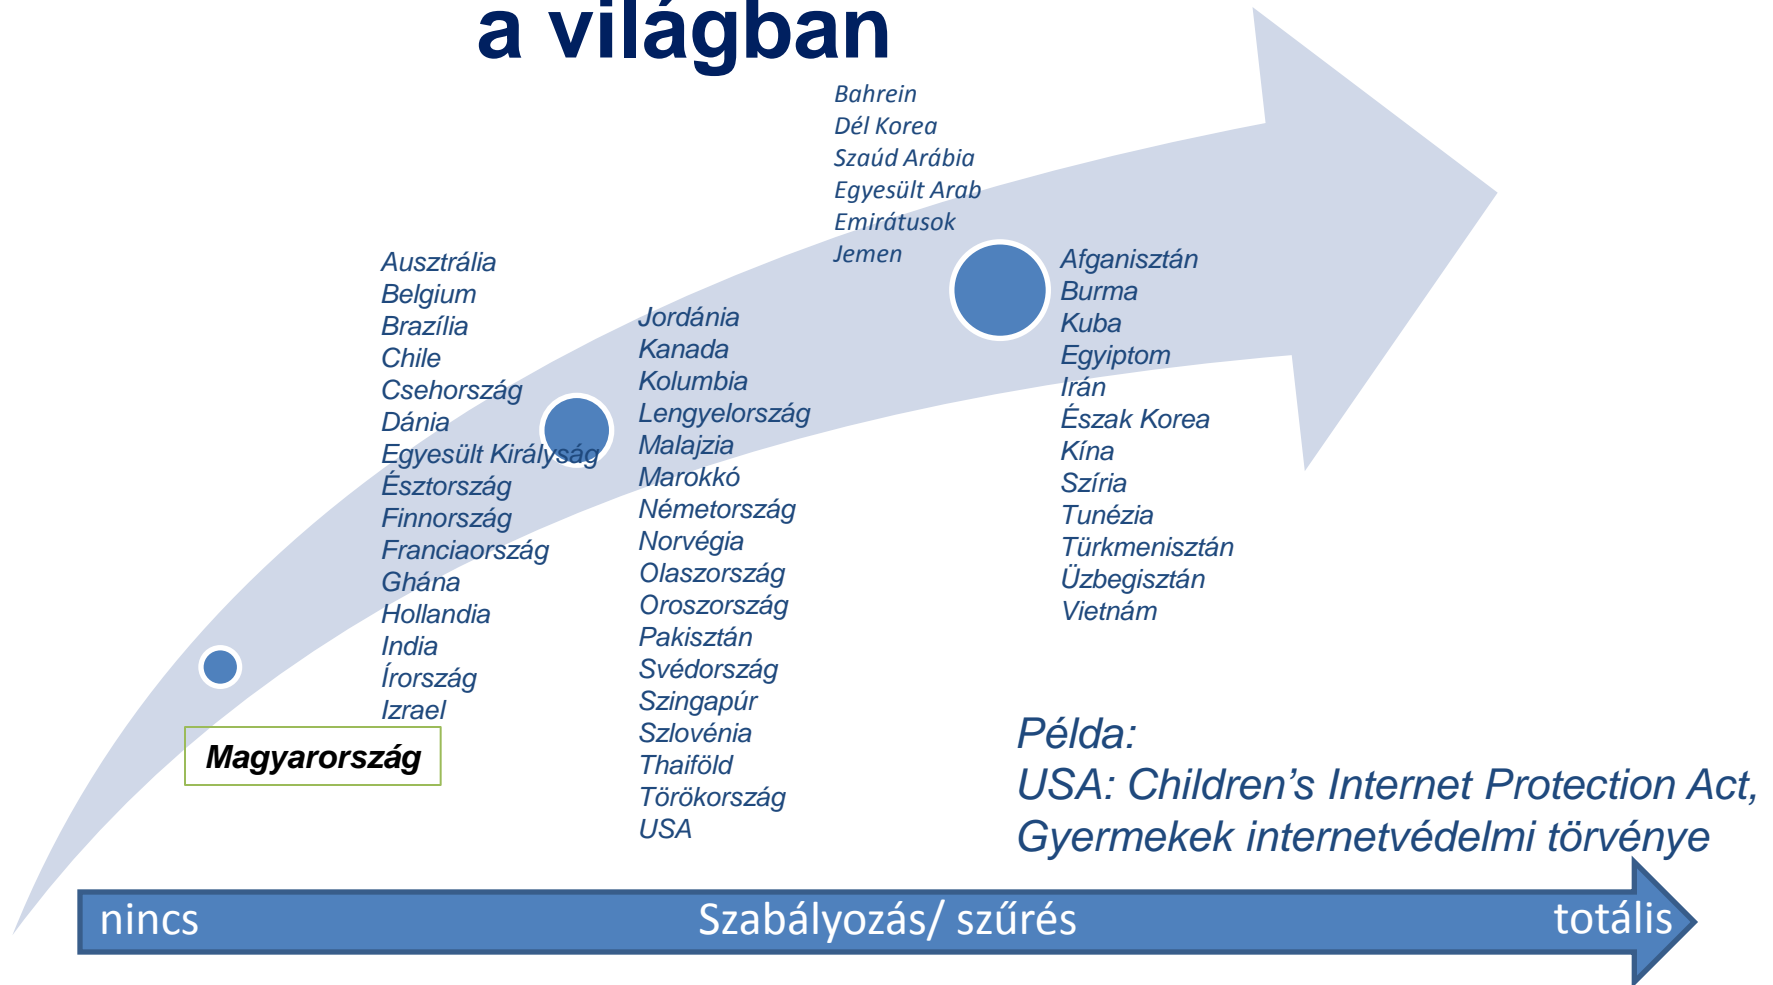 a világban
Bahrein
Dél Korea
Szaúd Arábia
Egyesült Arab
Emirátusok
Jemen
Ausztrália
Belgium
Brazília
Chile
Csehország
Dánia
Egyesült Királyság
Észtország
Finnország
Franciaország
Ghána
Hollandia
India
Írország
Izrael
Magyarország
Jordánia
Kanada
Kolumbia
Lengyelország
Malajzia
Marokkó
Németország
Norvégia
Olaszország
Oroszország
Pakisztán
Svédország
Szingapúr
Szlovénia
Thaiföld
Törökország
USA
Afganisztán
Burma
Kuba
Egyiptom
Irán
Észak Korea
Kína
Szíria
Tunézia
Türkmenisztán
Üzbegisztán
Vietnám
Példa:
USA: Children’s Internet Protection Act,
Gyermekek internetvédelmi törvénye
nincs
Szabályozás/ szűrés
totális